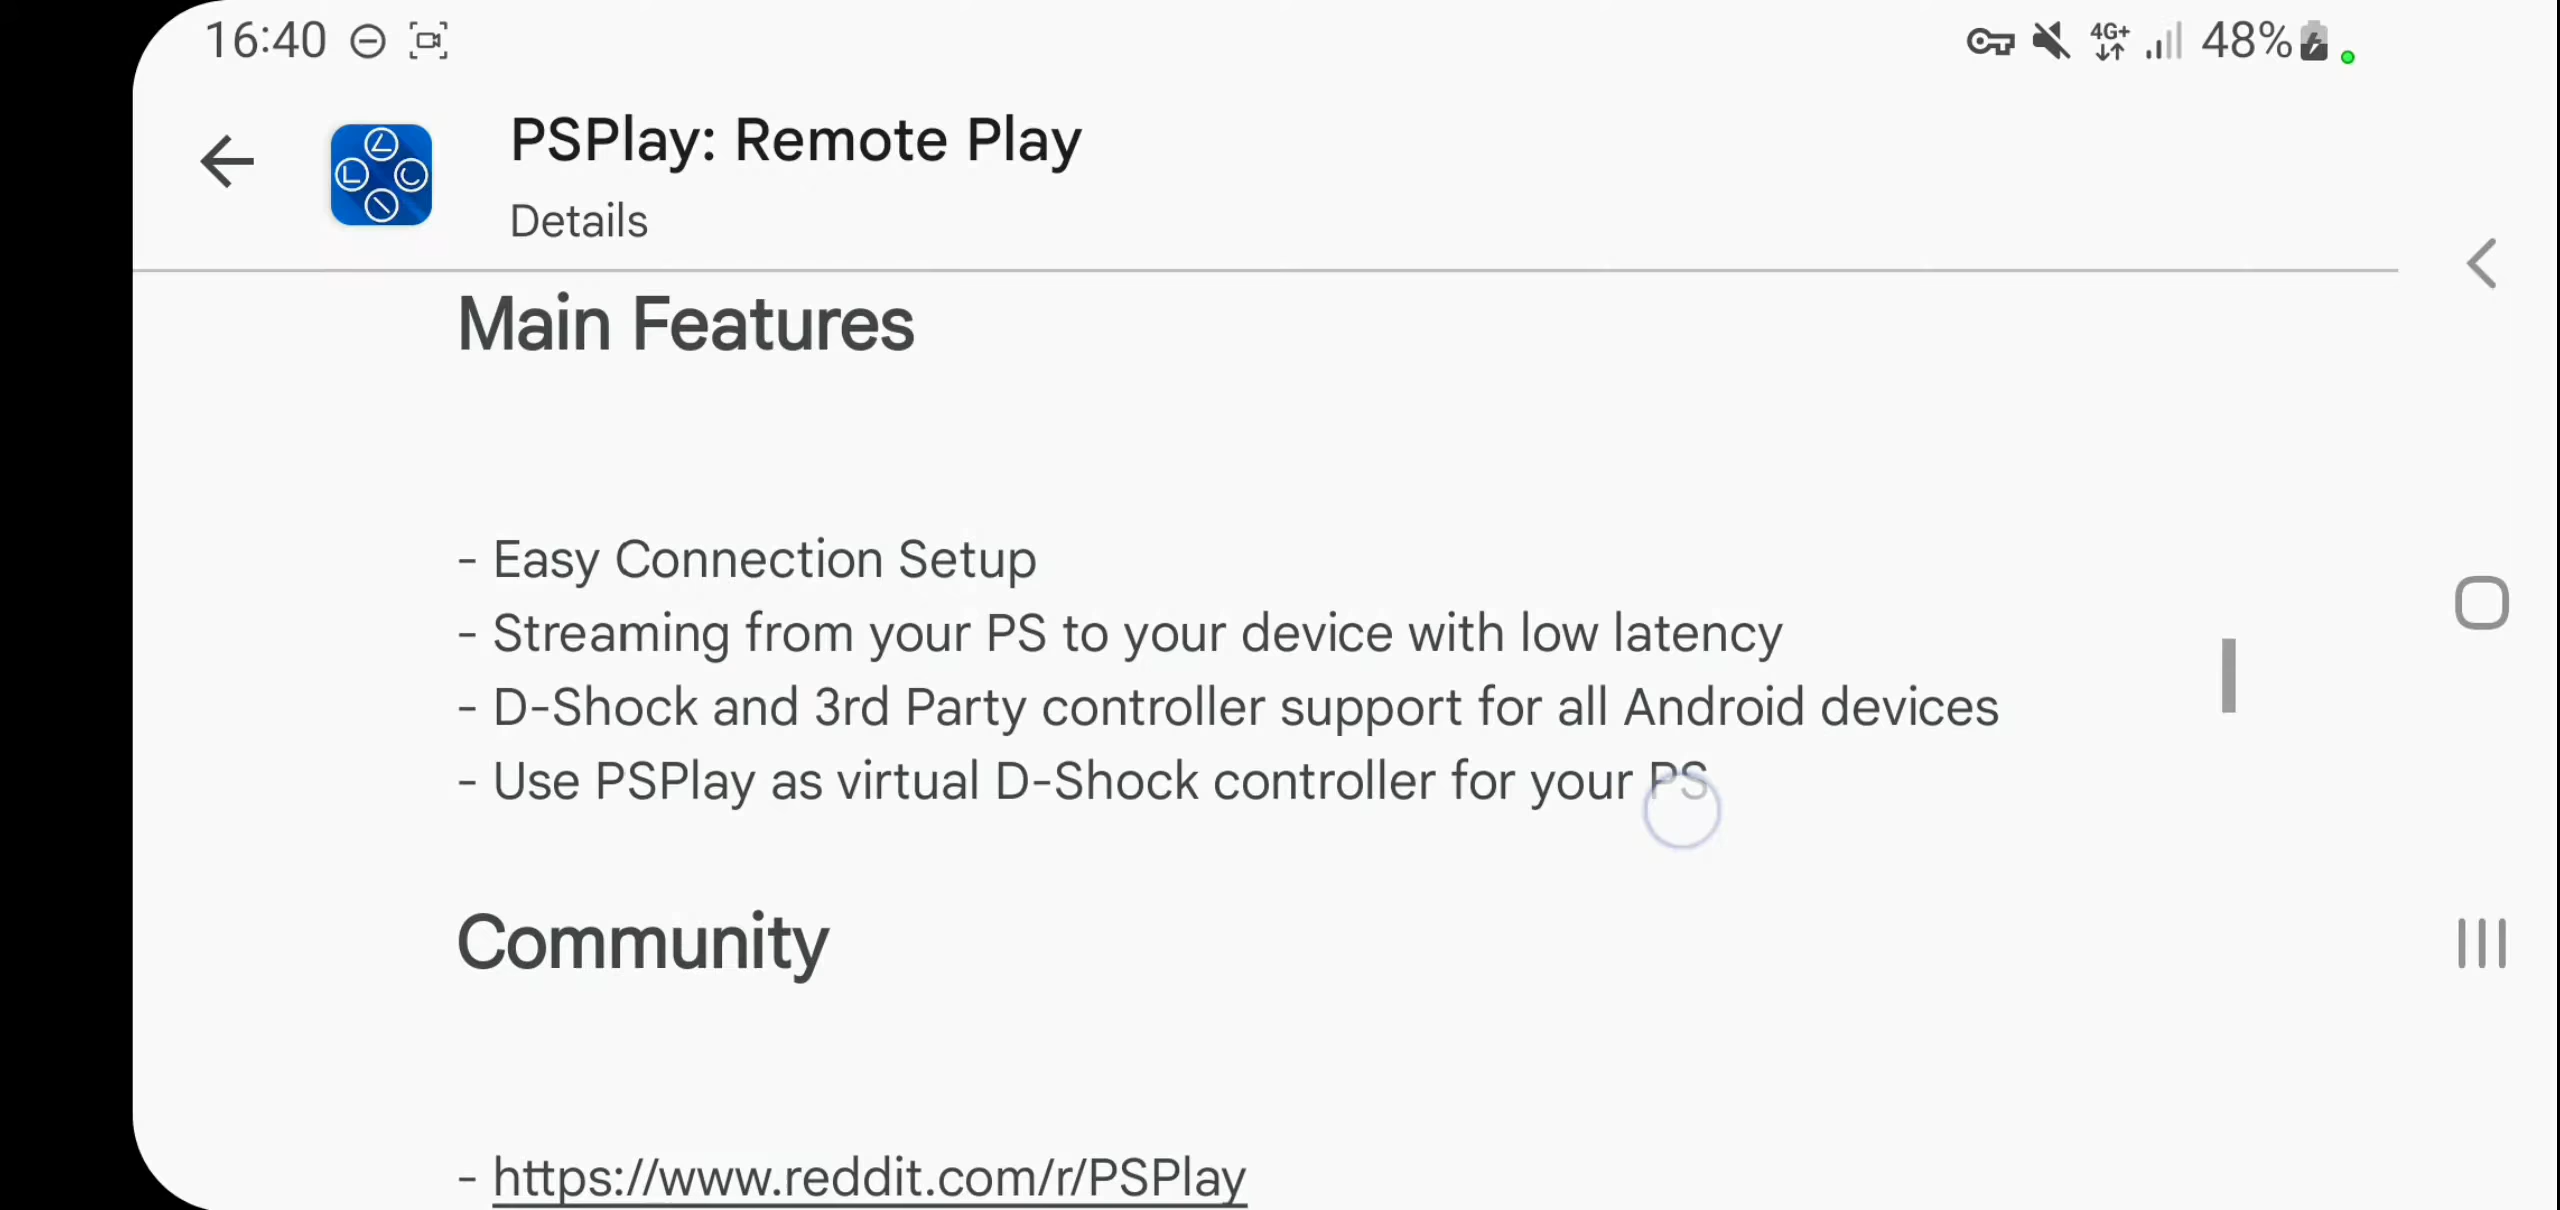 16:40
4G+
48%
PSPlay: Remote Play
Details
Main Features
- Easy Connection Setup
- Streaming from your PS to your device with low latency
- D-Shock and 3rd Party controller support for all Android devices
- Use PSPlay as virtual D-Shock controller for your PS
Community
- https://www.reddit.com/r/PSPlay